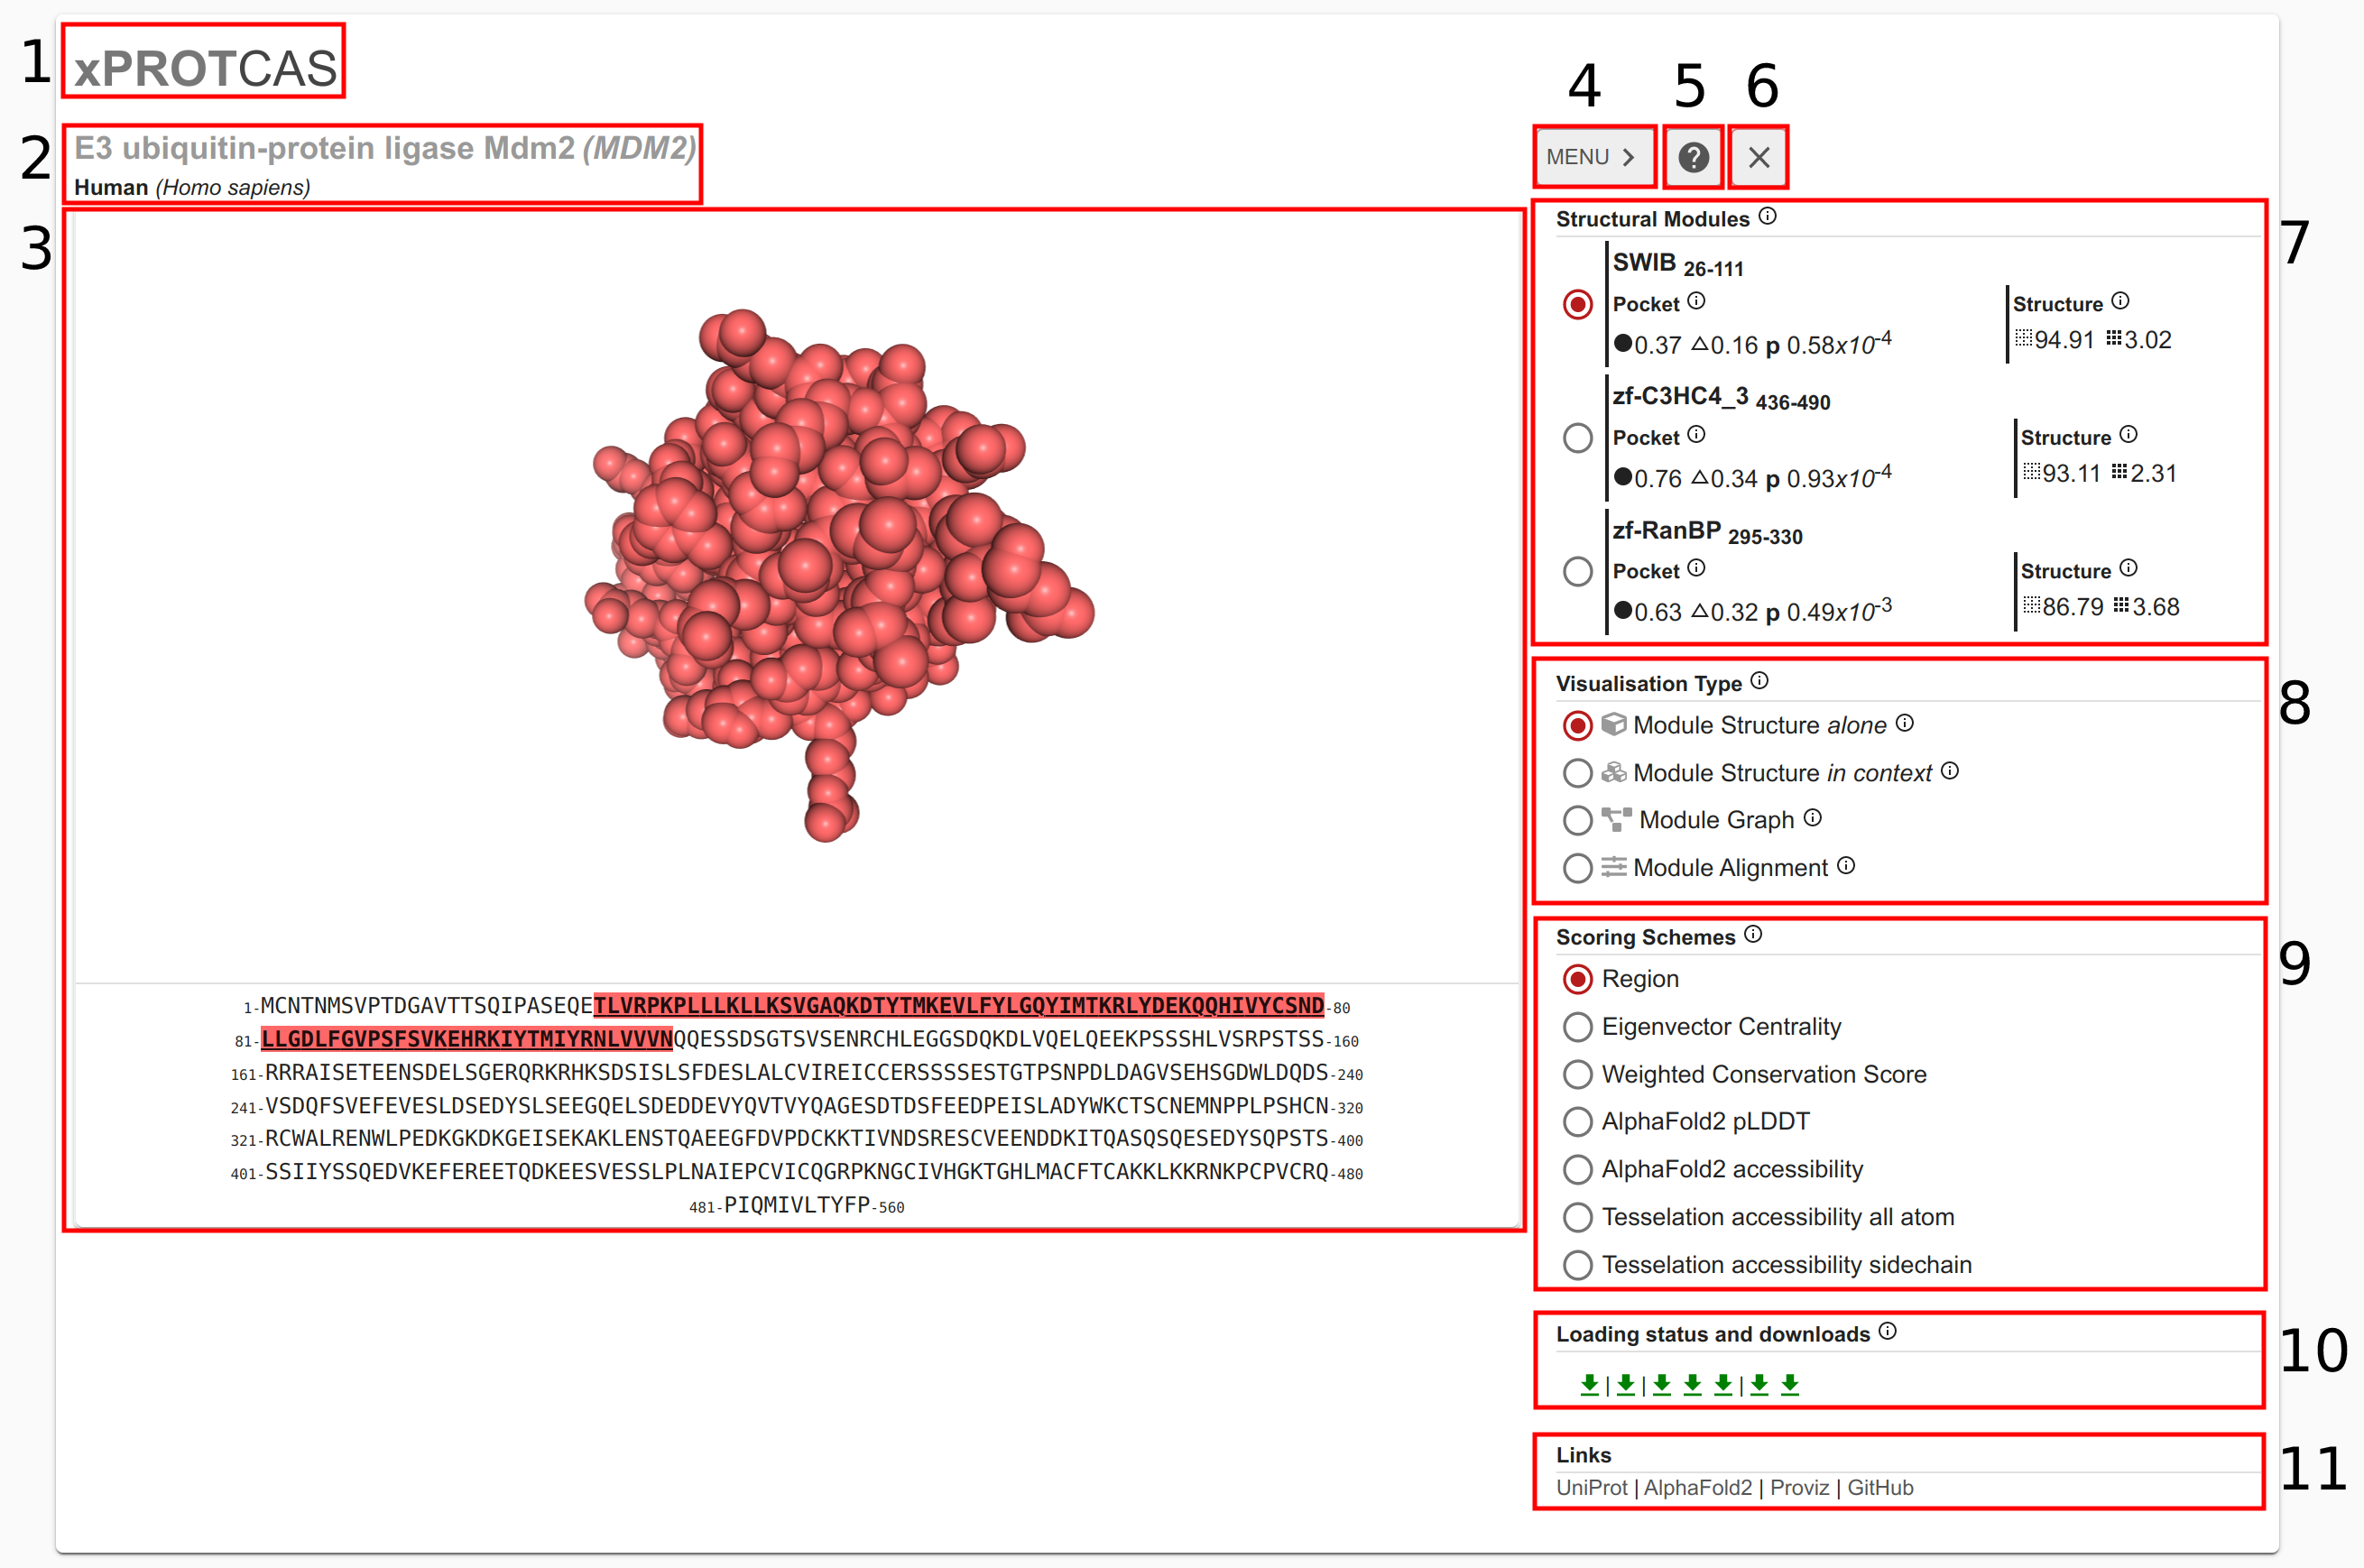 1
xPROTCAS
2
E3 ubiquitin-protein ligase Mdm2 (MDM2)
Human (Homo sapiens)
3
4 5 6
MENU
?
7
Structural Modules
SWIB 26-111
Pocket
0.37 △0.16 p 0.58x10-4
Structure
94.91 3.02
zf-C3HC4_3 436-490
Pocket
0.76 △0.34 p 0.93x10-4
Structure
93.11 2.31
zf-RanBP 295-330
Pocket
0.63 △0.32 p 0.49x10-3
Structure
86.79 3.68
8
Visualisation Type
Module Structure alone
Module Structure in context
Module Graph
Module Alignment
9
Scoring Schemes
Region
Eigenvector Centrality
Weighted Conservation Score
AlphaFold2 pLDDT
AlphaFold2 accessibility
Tesselation accessibility all atom
Tesselation accessibility sidechain
1-MCNTNMSVPTDGAVTTSQIPASEQETLVRPKPLLLKLLKSVGAQKDTYTMKEVLFYLGQYIMTKRLYDEKQQHIVYCSND-80
81-LLGDLFGVPSFSVKEHRKIYTMIYRNLVVVNQQESSDSGTSVSENRCHLEGGSDQKDLVQELQEEKPSSSHLVSRPSTSS-160
161-RRRAISETEENSDELSGERQRKRHKSDSISLSFDESLALCVIREICCERSSSSESTGTPSNPDLDAGVSEHSGDWLDQDS-240
241-VSDQFSVEFEVESLDSEDYSLSEEGQELSDEDDEVYQVTVYQAGESDTDSFEEDPEISLADYWKCTSCNEMNPPLPSHCN-320
321-RCWALRENWLPEDKGKDKGEISEKAKLENSTQAEEGFDVPDCKKTIVNDSRESCVEENDDKITQASQSQESEDYSQPSTS-400
401-SSIIYSSQEDVKEFEREETQDKEESVESSLPLNAIEPCVICQGRPKNGCIVHGKTGHLMACFTCAKKLKKRNKPCPVCRQ-480
481-PIQMIVLTYFP-560
10
Loading status and downloads
11
Links
UniProt | AlphaFold2 | Proviz | GitHub